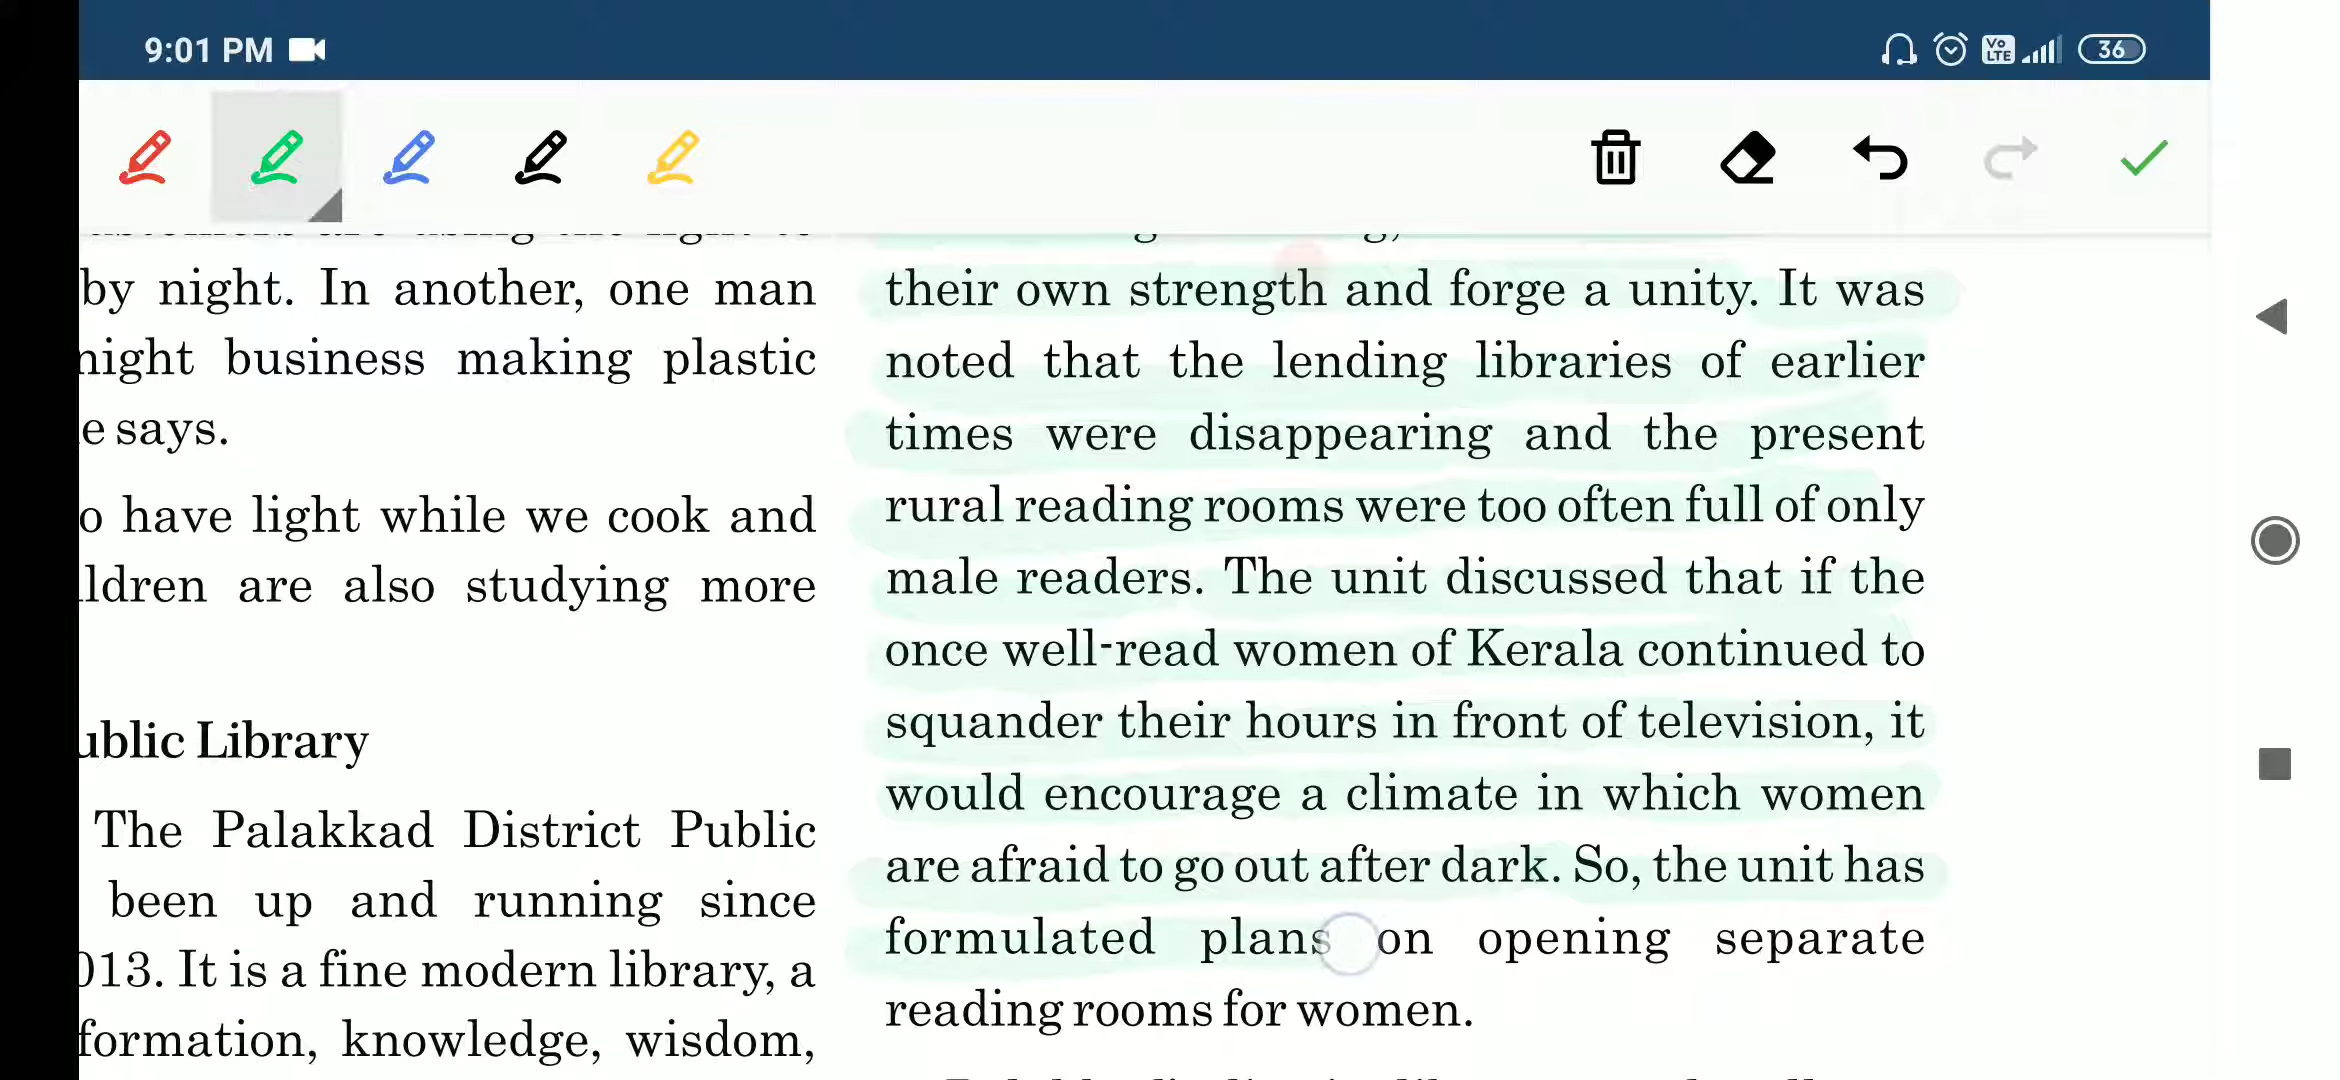 9:01 PM
Vo LTE
36
by night. In another, one man
night business making plastic
e says.
o have light while we cook and
ldren are also studying more
ublic Library
The Palakkad District Public
been up and running since
013. It is a fine modern library, a
formation, knowledge, wisdom,
their own strength and forge a unity. It was
noted that the lending libraries of earlier
times were disappearing and the present
rural reading rooms were too often full of only
male readers. The unit discussed that if the
once well-read women of Kerala continued to
squander their hours in front of television, it
would encourage a climate in which women
are afraid to go out after dark. So, the unit has
formulated plans on opening separate
reading rooms for women.